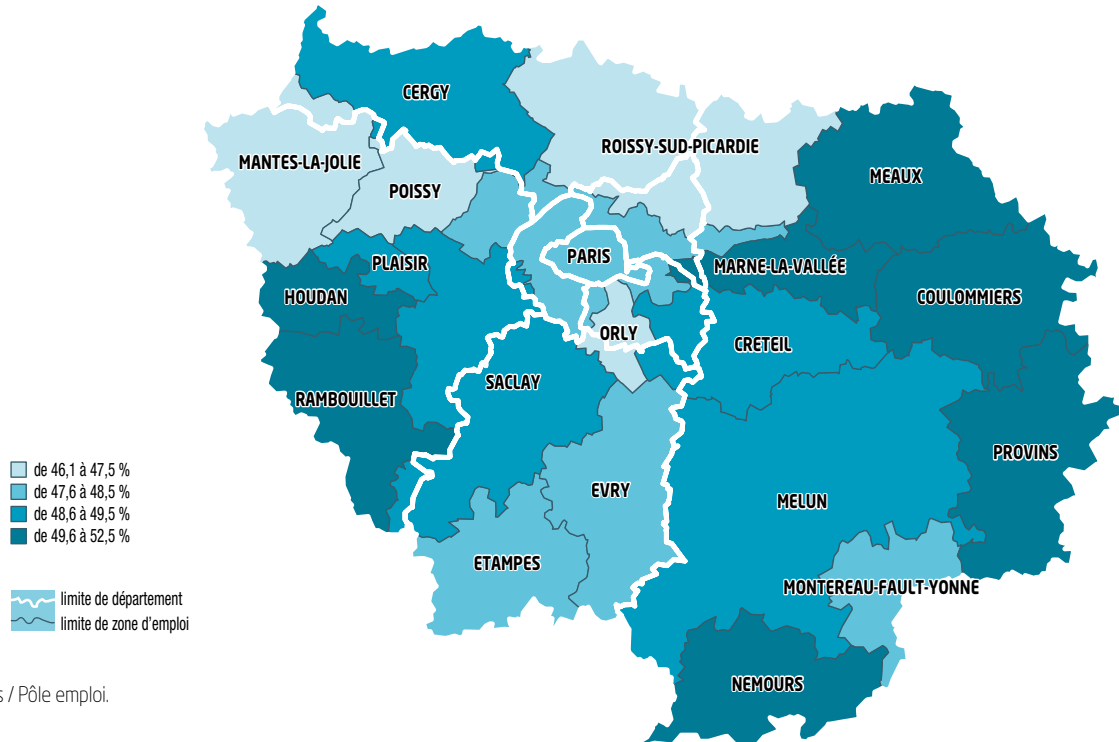 CERGY
ROISSY-SUD-PICARDIE
MANTES-LA-JOLIE
MEAUX
POISSY
PARIS
PLAISIR
MARNE-LA-VALLÉE
HOUDAN
COULOMMIERS
ORLY
CRETEIL
SACLAY
RAMBOUILLET
PROVINS
EVRY
MELUN
ETAMPES
MONTEREAU-FAULT-YONNE
NEMOURS
de 46,1 à 47,5 %
de 47,6 à 48,5 %
de 48,6 à 49,5 %
de 49,6 à 52,5 %
limite de département
limite de zone d'emploi
s / Pôle emploi.